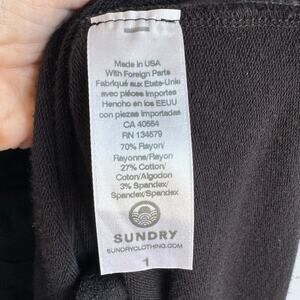 Made in USA
With Foreign Parts
Fabriqué aux Etats-Unie
avec pièces importes
Hencho en los EEUU
con piezas importadas
CA 40554
RN 134579
70% Rayon/
Rayonne/Rayon
27% Cotton/
Coton/Algodon
3% Spandex/
Spandex/Spandex
SUNDRY
SUNDRYCLOTHING.COM
1